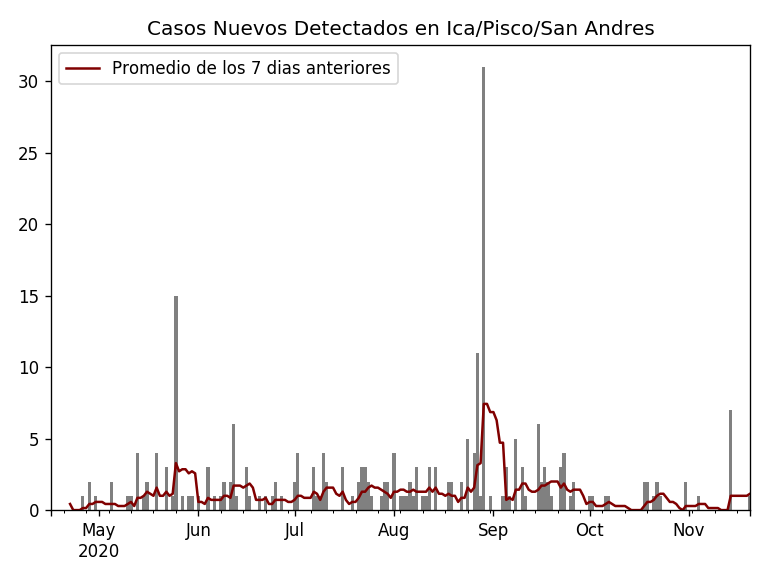 Casos Nuevos Detectados en Ica/Pisco/San Andres
Promedio de los 7 dias anteriores
30
25
20
15
10
5
0
May Jun Jul Aug Sep Oct Nov
2020